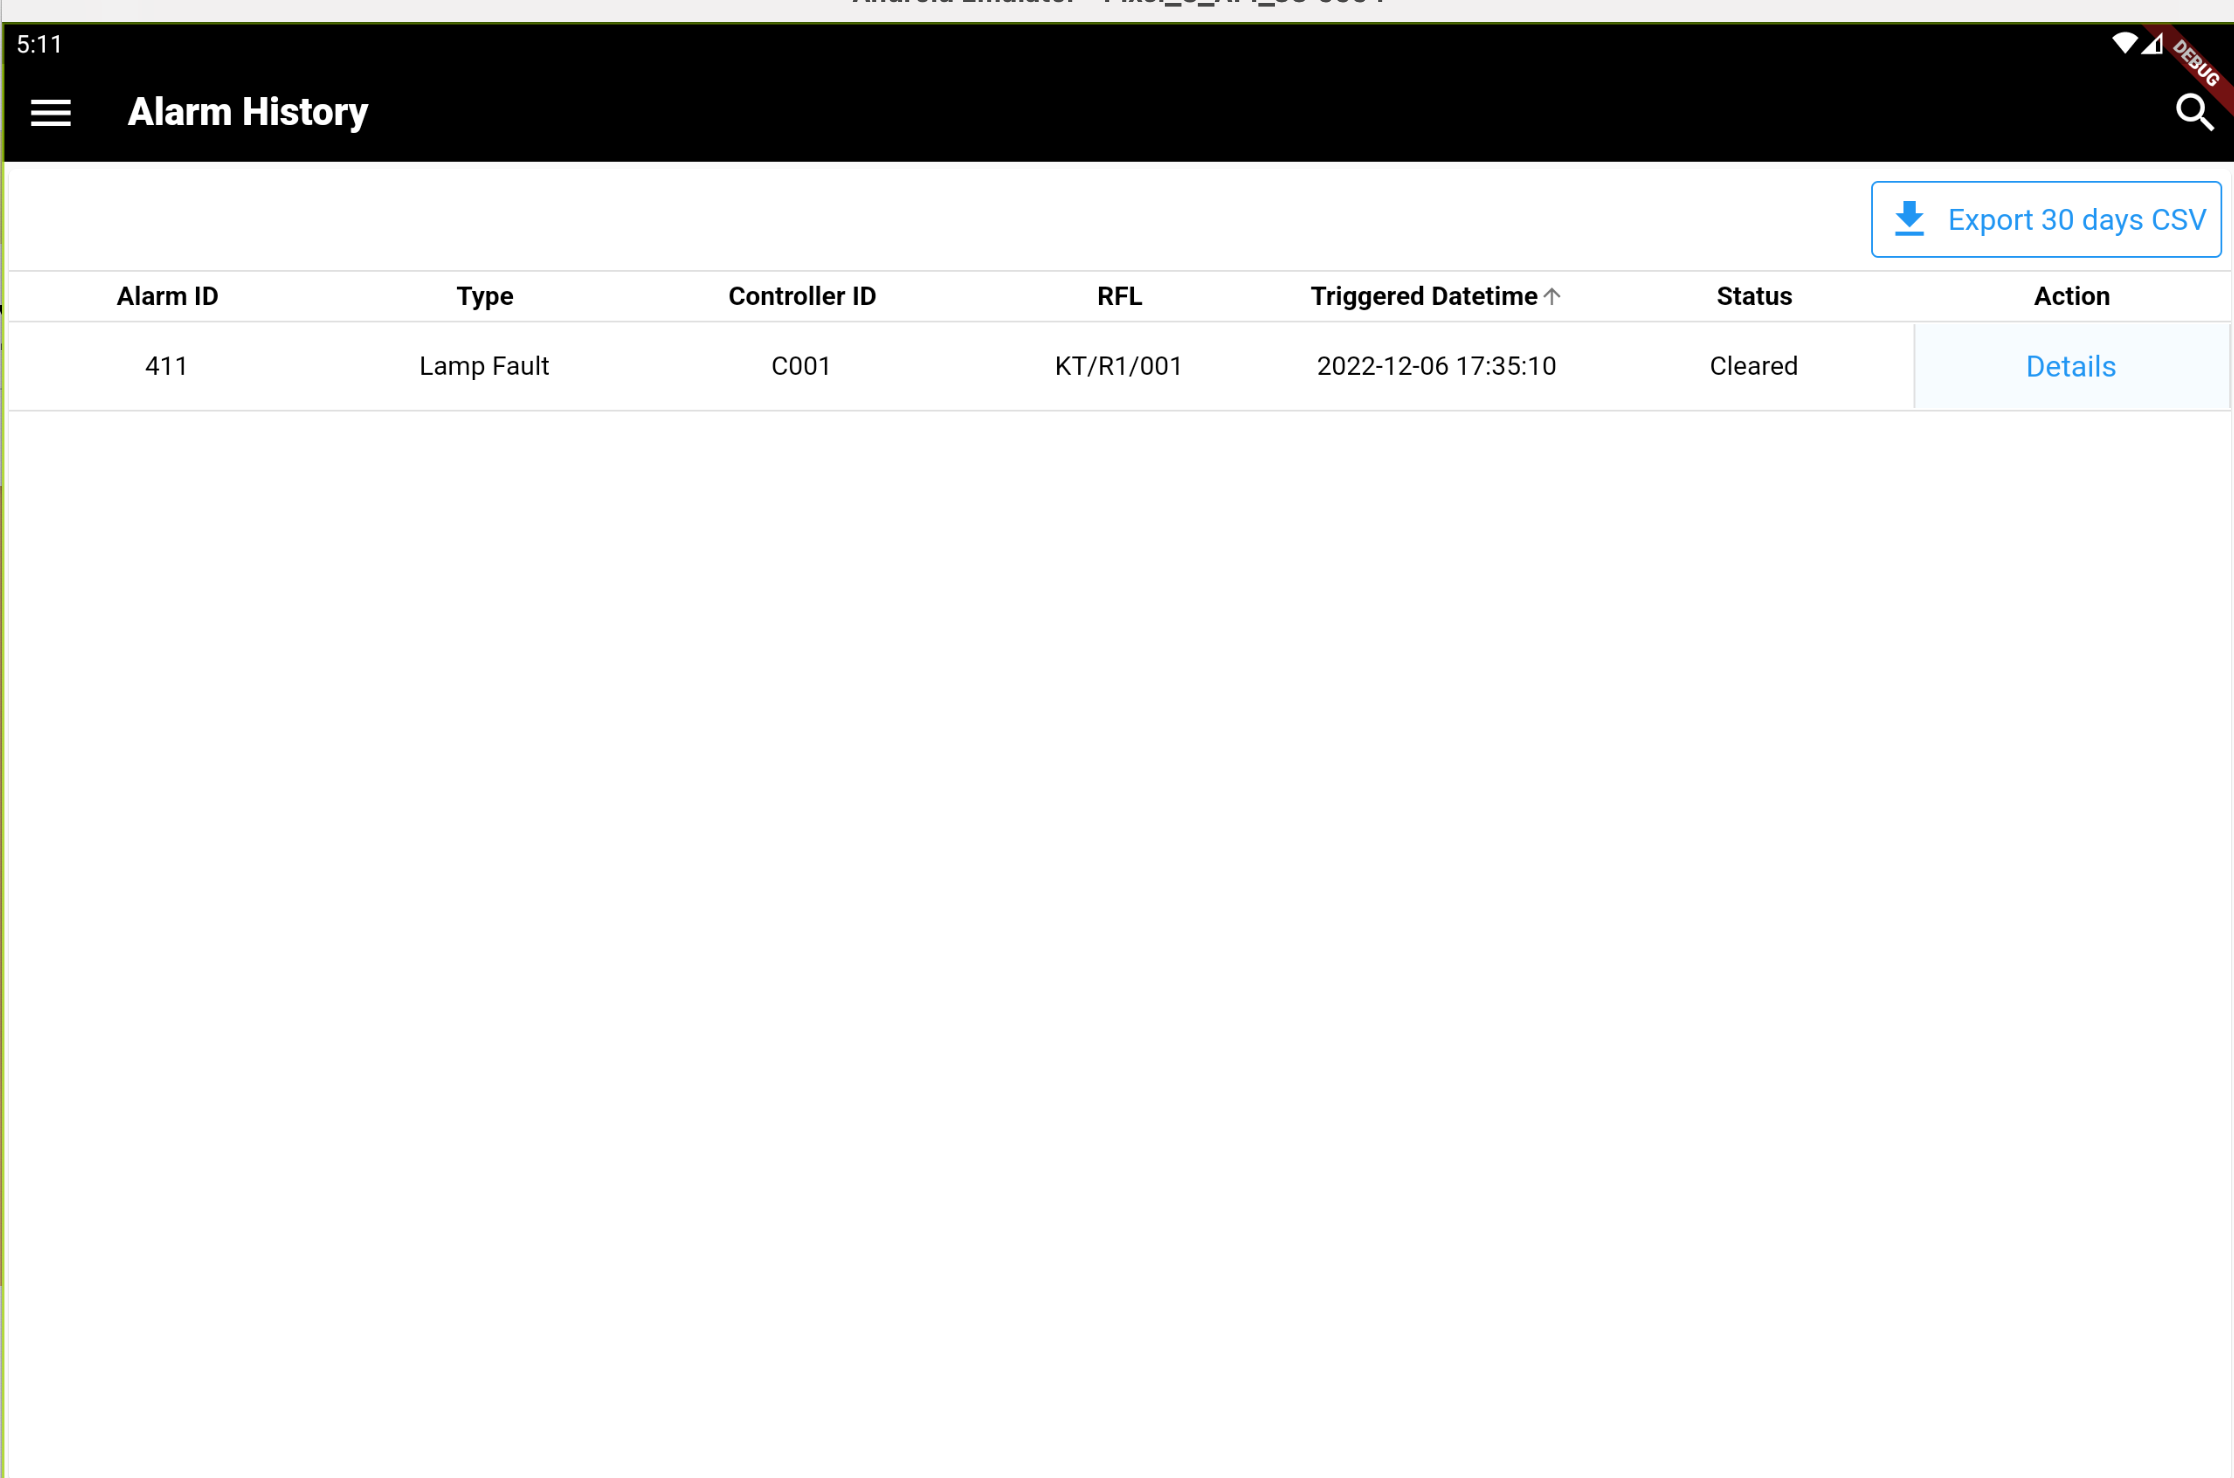 5:11
DEBUG
Alarm History
Export 30 days CSV
Alarm ID Type Controller ID RFL Triggered Datetime Status Action
411 Lamp Fault C001 KT/R1/001 2022-12-06 17:35:10 Cleared Details